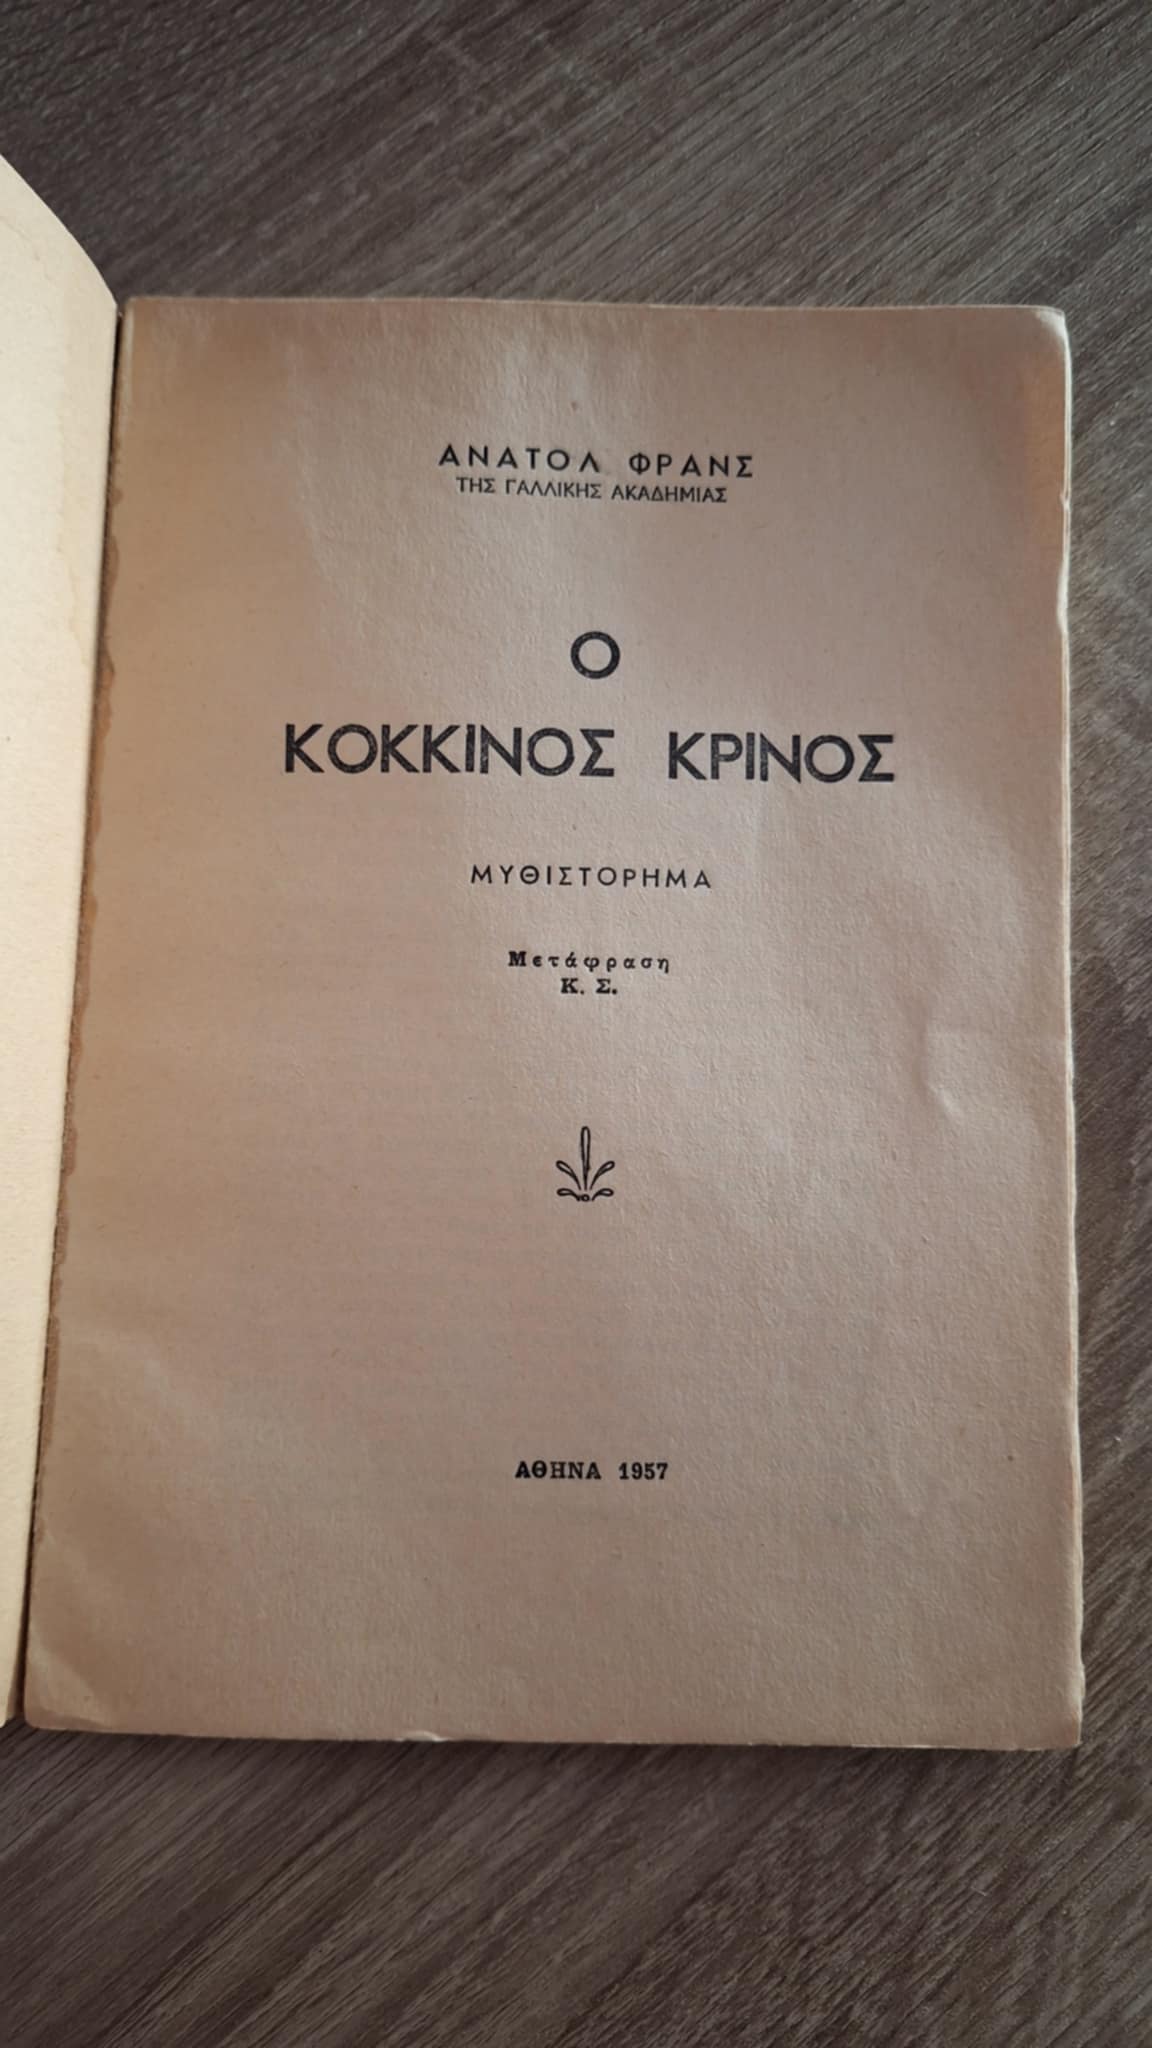 ΑΝΑΤΟΛ ΦΡΑΝΣ
ΤΗΣ ΓΑΛΛΙΚΗΣ ΑΚΑΔΗΜΙΑΣ
Ο
ΚΟΚΚΙΝΟΣ ΚΡΙΝΟΣ
ΜΥΘΙΣΤΟΡΗΜΑ
Μετάφραση
Κ. Σ.
ΑΘΗΝΑ 1957